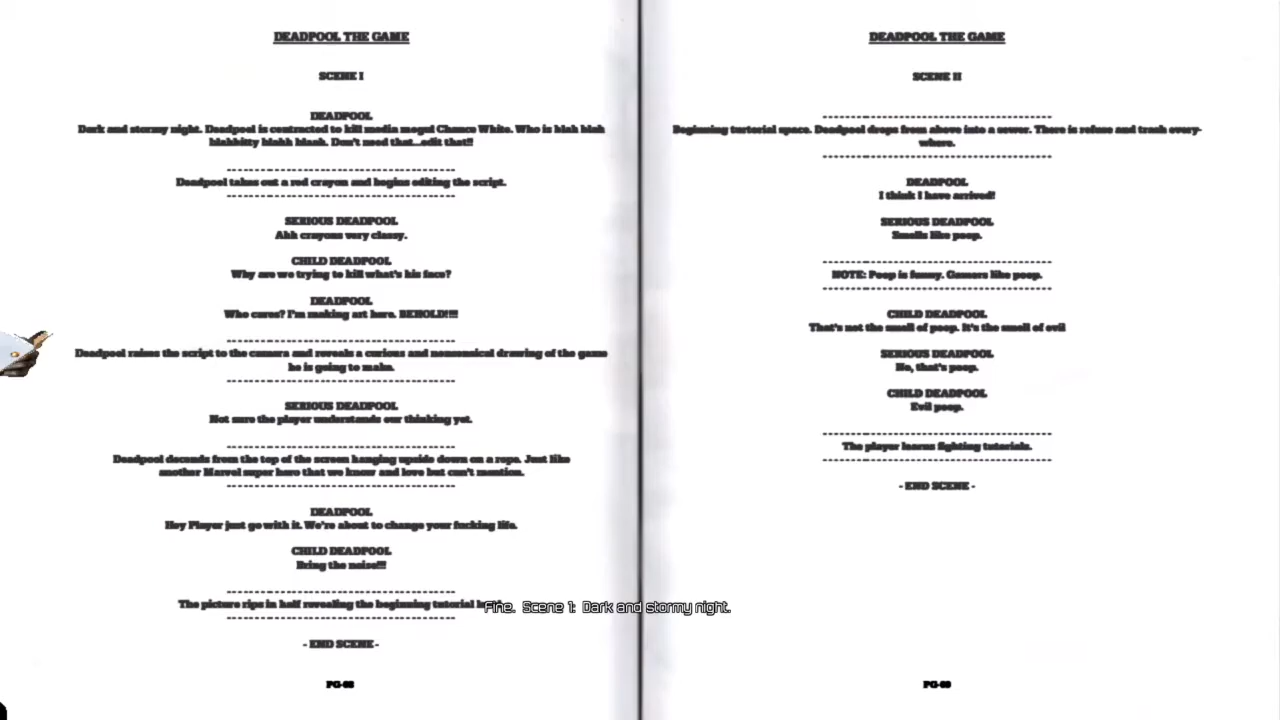 DEADPOOL THE GAME
SCENE I
DEADPOOL
Dark and stormy night. Deadpool is contracted to kill media mogul Chance White. Who is blah blah
blahbitty blahh blaah. Don't need that...edit that!!
Deadpool takes out a red crayon and begins editing the script.
SERIOUS DEADPOOL
Ahh crayons very classy.
CHILD DEADPOOL
Why are we trying to kill what's his face?
DEADPOOL
Who cares? I'm making art here. BEHOLD!!!!
Deadpool raises the script to the camera and reveals a curious and nonsensical drawing of the game
he is going to make.
SERIOUS DEADPOOL
Not sure the player understands our thinking yet.
Deadpool decends from the top of the screen hanging upside down on a rope. Just like
another Marvel super hero that we know and love but can't mention.
DEADPOOL
Hey Player just go with it. We're about to change your fucking life.
CHILD DEADPOOL
Bring the noise!!!
The picture rips in half revealing the beginning tutorial
- END SCENE -
PG-08
DEADPOOL THE GAME
SCENE II
Beginning turtorial space. Deadpool drops from above into a sewer. There is refuse and trash every-
where.
DEADPOOL
I think I have arrived!
SERIOUS DEADPOOL
Smells like poop.
NOTE: Poop is funny. Gamers like poop.
CHILD DEADPOOL
That's not the smell of poop. It's the smell of evil
SERIOUS DEADPOOL
No, that's poop.
CHILD DEADPOOL
Evil poop.
The player learns fighting tutorials.
- END SCENE -
PG-09
Fine. Scene 1: Dark and stormy night.